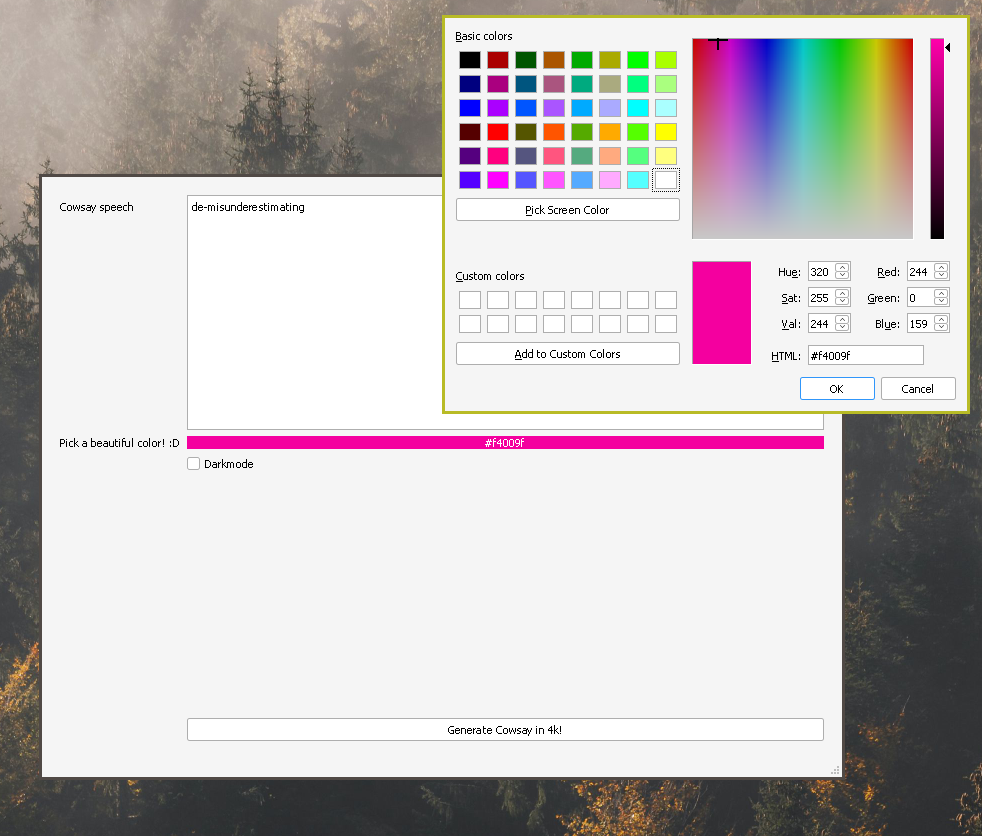 Basic colors
Pick Screen Color
Custom colors
Add to Custom Colors
Hue: 320 Red: 244
Sat: 255 Green: 0
Val: 244 Blue: 159
HTML: #f4009f
OK Cancel
Cowsay speech de-misunderestimating
Pick a beautiful color! :D #f4009f
Darkmode
Generate Cowsay in 4k!